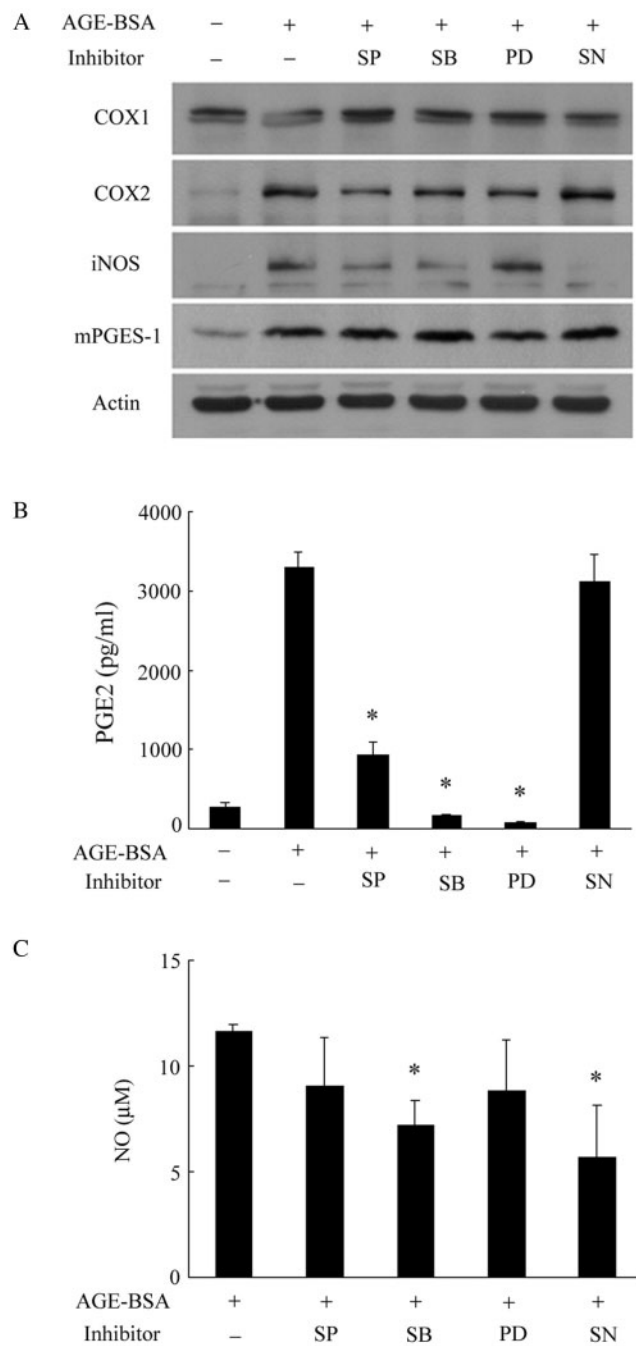 A
AGE-BSA – + + + + +
Inhibitor – – SP SB PD SN
COX1
COX2
iNOS
mPGES-1
Actin
B
4000
3000
2000
1000
0
PGE2 (pg/ml)
* * *
AGE-BSA – + + + + +
Inhibitor – – SP SB PD SN
C
15
10
5
0
NO (µM)
* *
AGE-BSA + + + + +
Inhibitor – SP SB PD SN